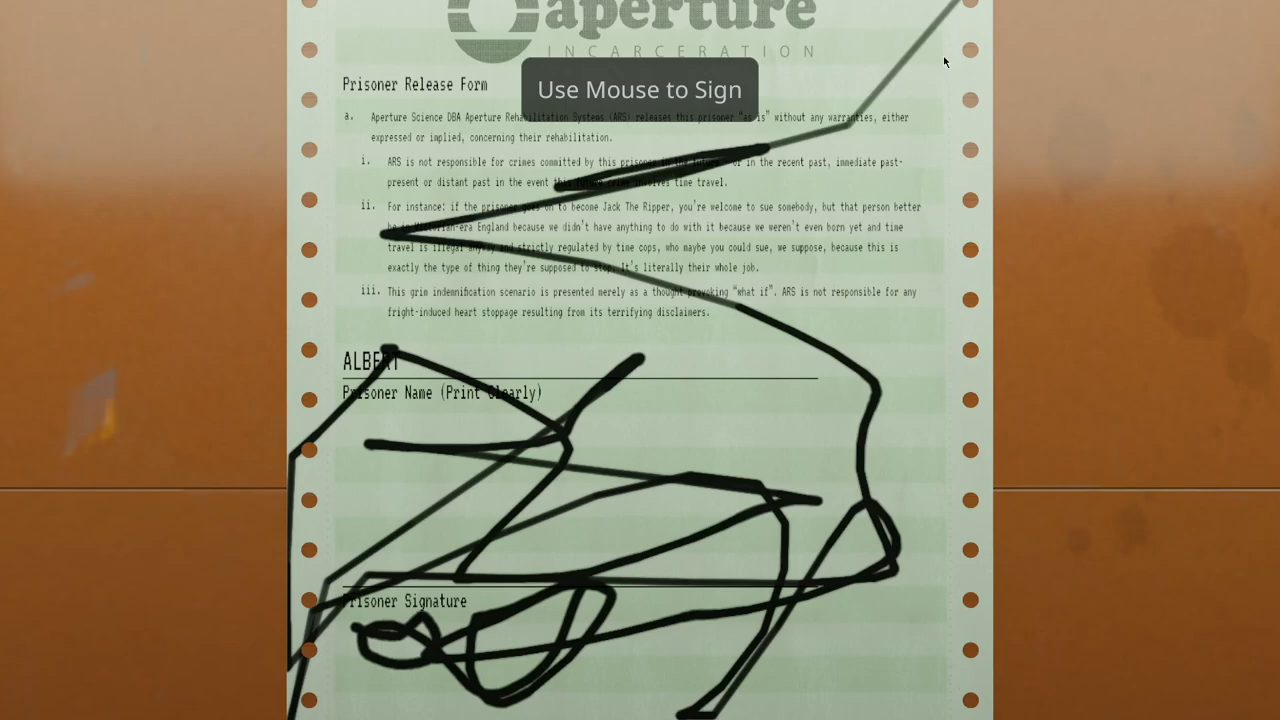 aperture
INCARCERATION
Use Mouse to Sign
Prisoner Release Form
a. Aperture Science DBA Aperture Rehabilitation Systems (ARS) releases this prisoner "as is" without any warranties, either
expressed or implied, concerning their rehabilitation.
i. ARS is not responsible for crimes committed by this prisoner in the future - or in the recent past, immediate past-
present or distant past in the event this future crime involves time travel.
ii. For instance: if the prisoner goes on to become Jack The Ripper, you're welcome to sue somebody, but that person better
be in Victorian-era England because we didn't have anything to do with it because we weren't even born yet and time
travel is illegal anyway and strictly regulated by time cops, who maybe you could sue, we suppose, because this is
exactly the type of thing they're supposed to stop. It's literally their whole job.
iii. This grim indemnification scenario is presented merely as a thought provoking "what if". ARS is not responsible for any
fright-induced heart stoppage resulting from its terrifying disclaimers.
ALBERT
Prisoner Name (Print Clearly)
Prisoner Signature